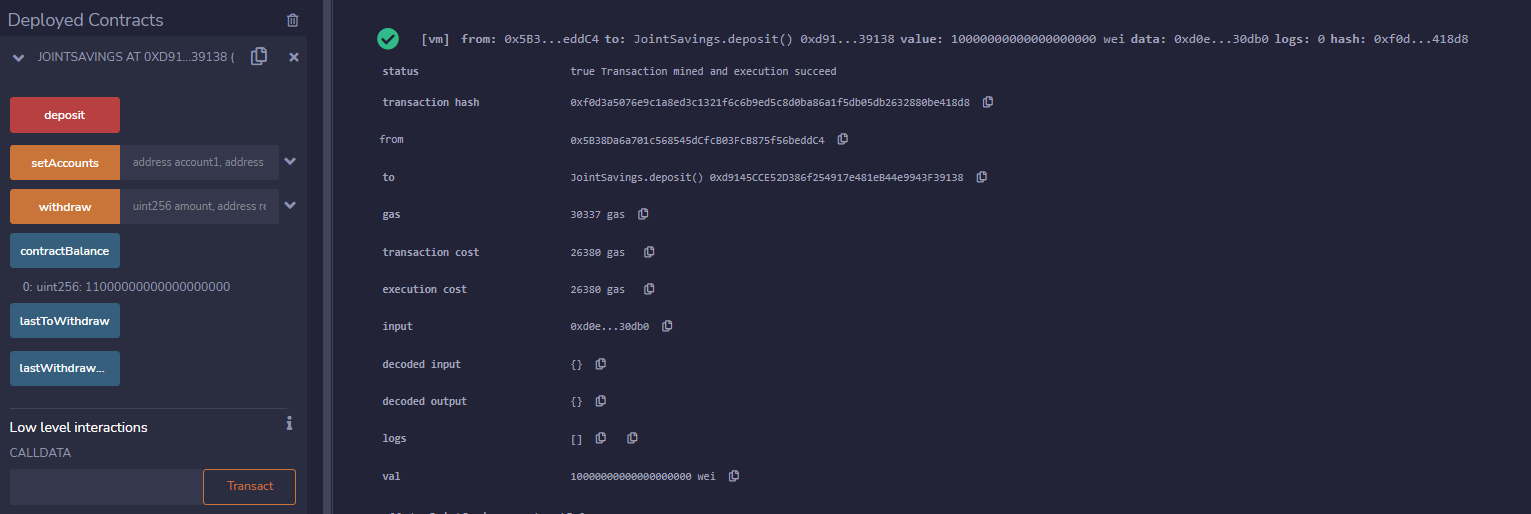 Deployed Contracts
JOINTSAVINGS AT 0XD91...39138 (
deposit
setAccounts address account1, address
withdraw uint256 amount, address re
contractBalance
0: uint256: 11000000000000000000
lastToWithdraw
lastWithdraw...
Low level interactions
CALLDATA
Transact
[vm] from: 0x5B3...eddC4 to: JointSavings.deposit() 0xd91...39138 value: 10000000000000000000 wei data: 0xd0e...30db0 logs: 0 hash: 0xf0d...418d8
status true Transaction mined and execution succeed
transaction hash 0xf0d3a5076e9c1a8ed3c1321f6c6b9ed5c8d0ba86a1f5db05db2632880be418d8
from 0x5B38Da6a701c568545dCfcB03FcB875f56beddC4
to JointSavings.deposit() 0xd9145CCE52D386f254917e481eB44e9943F39138
gas 30337 gas
transaction cost 26380 gas
execution cost 26380 gas
input 0xd0e...30db0
decoded input {}
decoded output {}
logs []
val 10000000000000000000 wei